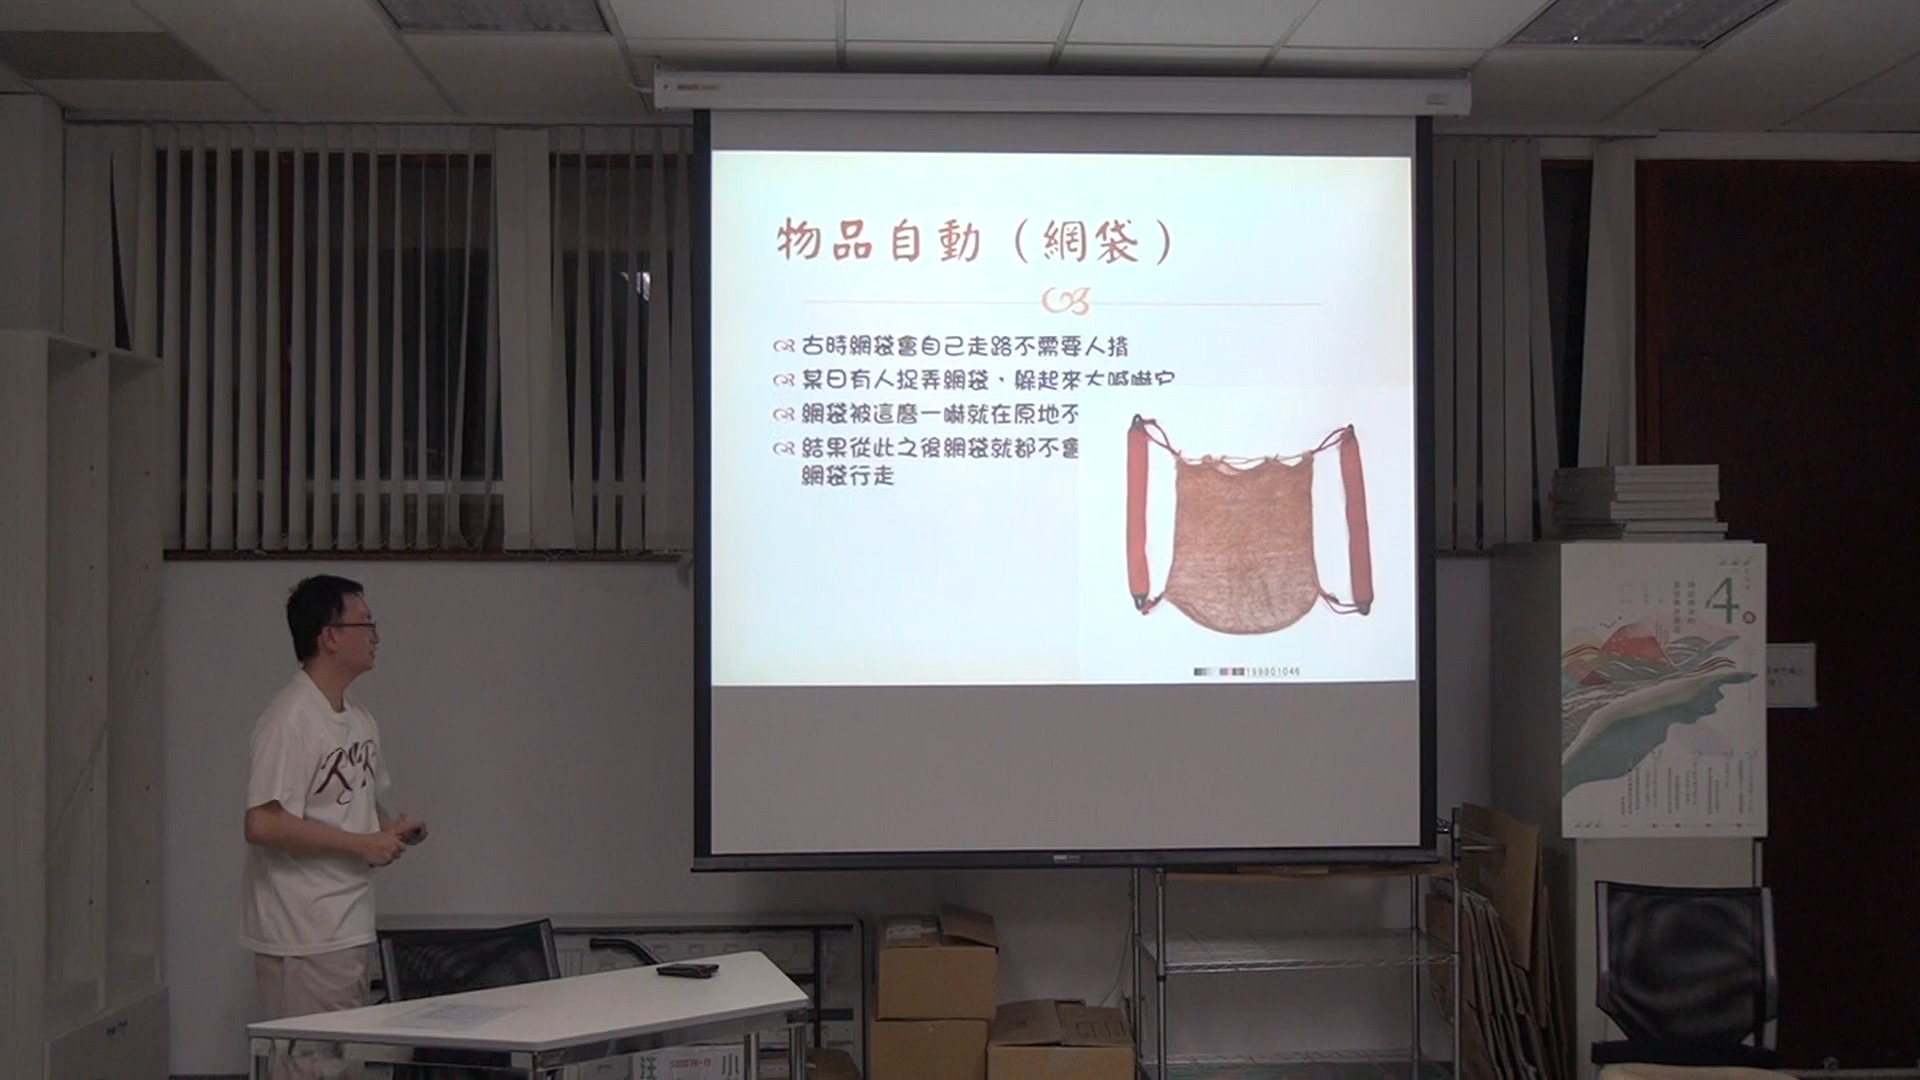 物品自動（網袋）
古時網袋會自己走路不需要人揹
某日有人捉弄網袋，躲起來大喊嚇它
網袋被這麼一嚇就在原地不
結果從此之後網袋就都不會
網袋行走
199801046
4
小
汪